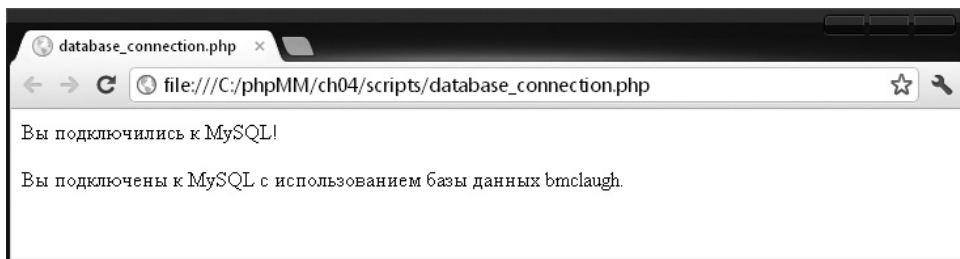 database_connection.php
file:///C:/phpMM/ch04/scripts/database_connection.php
Вы подключились к MySQL!
Вы подключены к MySQL с использованием базы данных bmclaugh.